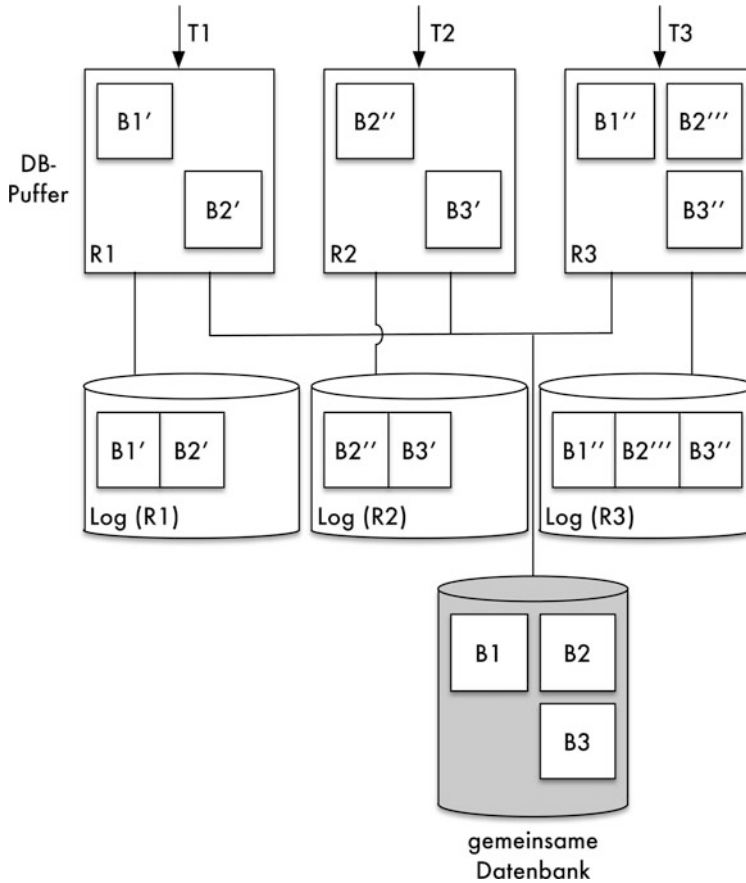 T1
T2
T3
B1'
B2''
B1''
B2'''
DB-
Puffer
B2'
B3'
B3''
R1
R2
R3
B1'
B2'
B2''
B3'
B1''
B2'''
B3''
Log (R1)
Log (R2)
Log (R3)
B1
B2
B3
gemeinsame
Datenbank